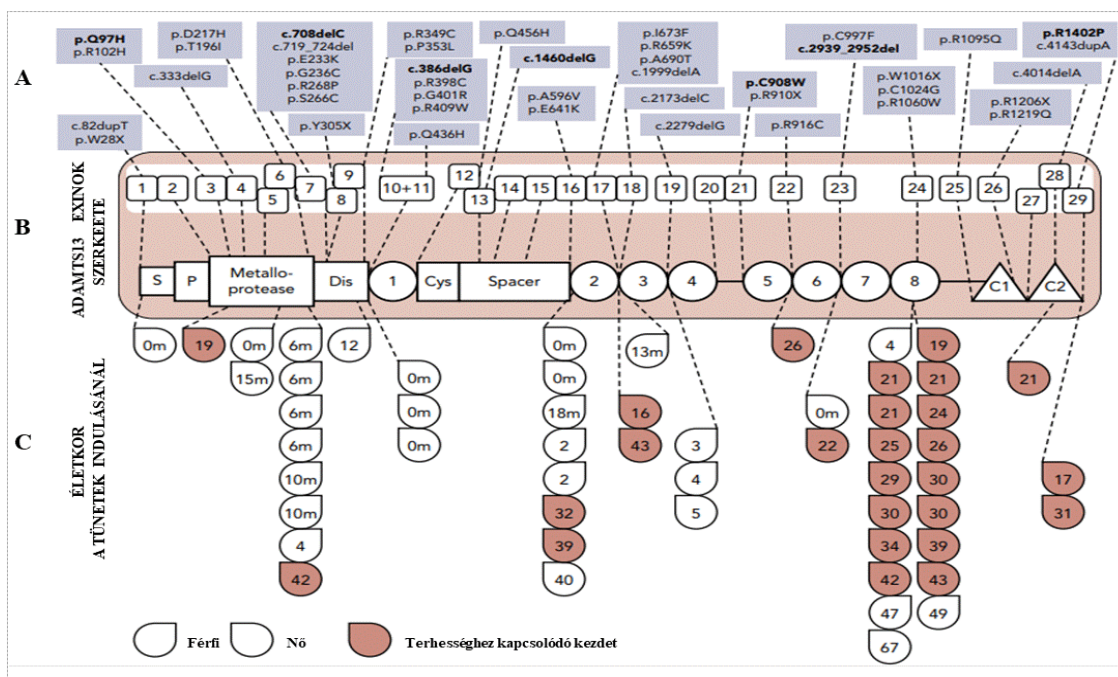 A
p.Q97H
p.R102H
c.82dupT
p.W28X
c.333delG
p.D217H
p.T196I
c.708delC
c.719_724del
p.E233K
p.G236C
p.R268P
p.S266C
p.Y305X
p.R349C
p.P353L
c.386delG
p.R398C
p.G401R
p.R409W
p.Q436H
p.Q456H
c.1460delG
p.A596V
p.E641K
p.I673F
p.R659K
p.A690T
c.1999delA
c.2173delC
c.2279delG
p.C908W
p.R910X
p.R916C
p.C997F
c.2939_2952del
p.W1016X
p.C1024G
p.R1060W
p.R1095Q
p.R1206X
p.R1219Q
c.4014delA
p.R1402P
c.4143dupA
B
ADAMTS13 EXINOK
SZERKEETE
1 2 3 4 5 6 7 8 9 10+11 12 13 14 15 16 17 18 19 20 21 22 23 24 25 26 27 28 29
S P Metallo-
protease Dis 1 Cys Spacer 2 3 4 5 6 7 8 C1 C2
C
ÉLETKOR
A TÜNETEK INDULÁSÁNÁL
0m 19 0m 6m 12 0m 13m 26 4 19
15m 6m 0m 0m 21 21 21
6m 0m 18m 16 0m 21 24
6m 0m 2 43 3 22 25 26
10m 2 4 29 30 17
10m 32 5 30 30 31
4 39 34 39
42 40 42 43
47 49
67
Férfi Nő Terhességhez kapcsolódó kezdet